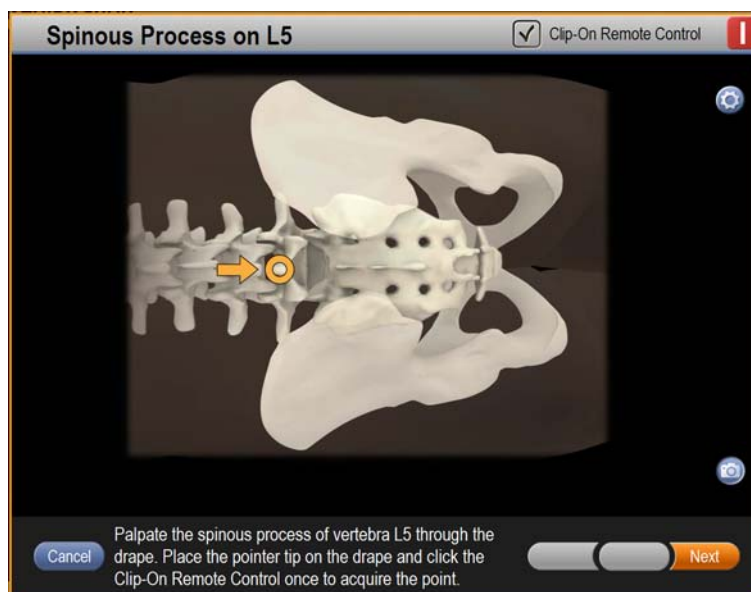 Spinous Process on L5
Clip-On Remote Control
Palpate the spinous process of vertebra L5 through the
drape. Place the pointer tip on the drape and click the
Clip-On Remote Control once to acquire the point.
Cancel
Next